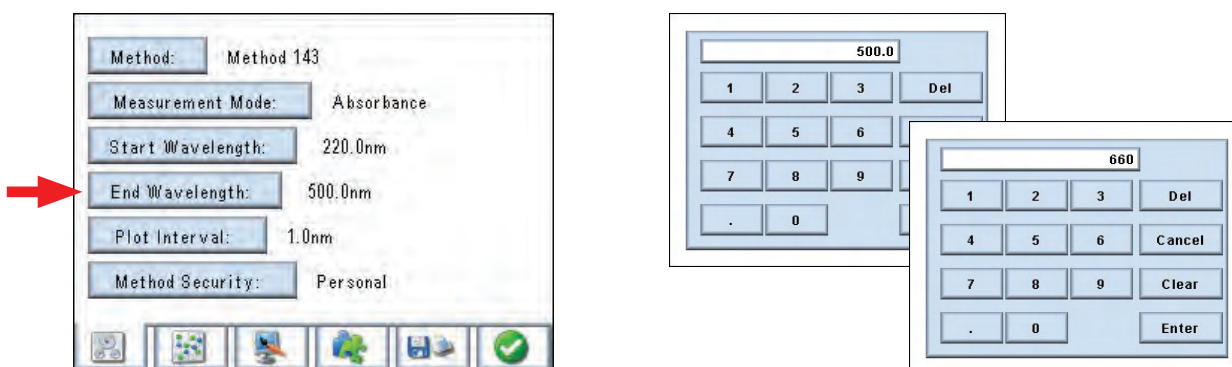 Method: Method 143
Measurement Mode: Absorbance
Start Wavelength: 220.0nm
End Wavelength: 500.0nm
Plot Interval: 1.0nm
Method Security: Personal
500.0
1 2 3 Del
4 5 6
7 8 9
. 0
660
1 2 3 Del
4 5 6 Cancel
7 8 9 Clear
. 0 Enter